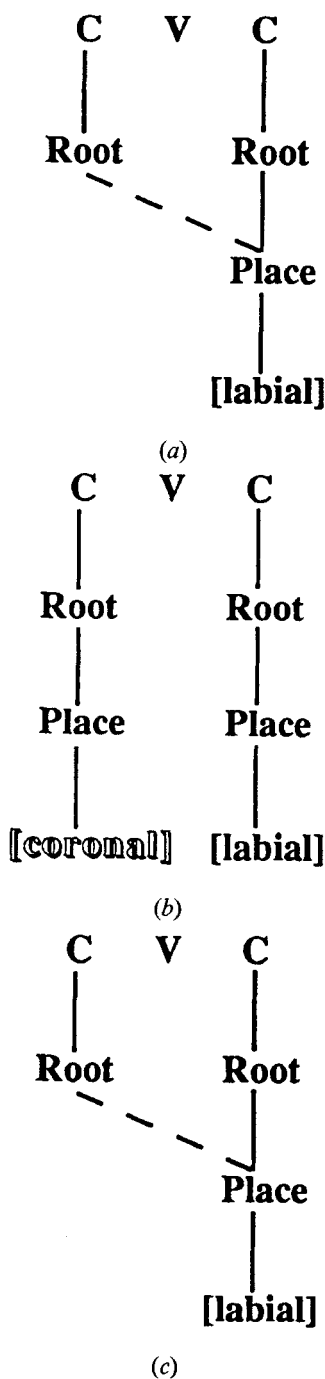 C V C
Root Root
Place
[labial]
(a)
C V C
Root Root
Place Place
[coronal] [labial]
(b)
C V C
Root Root
Place
[labial]
(c)